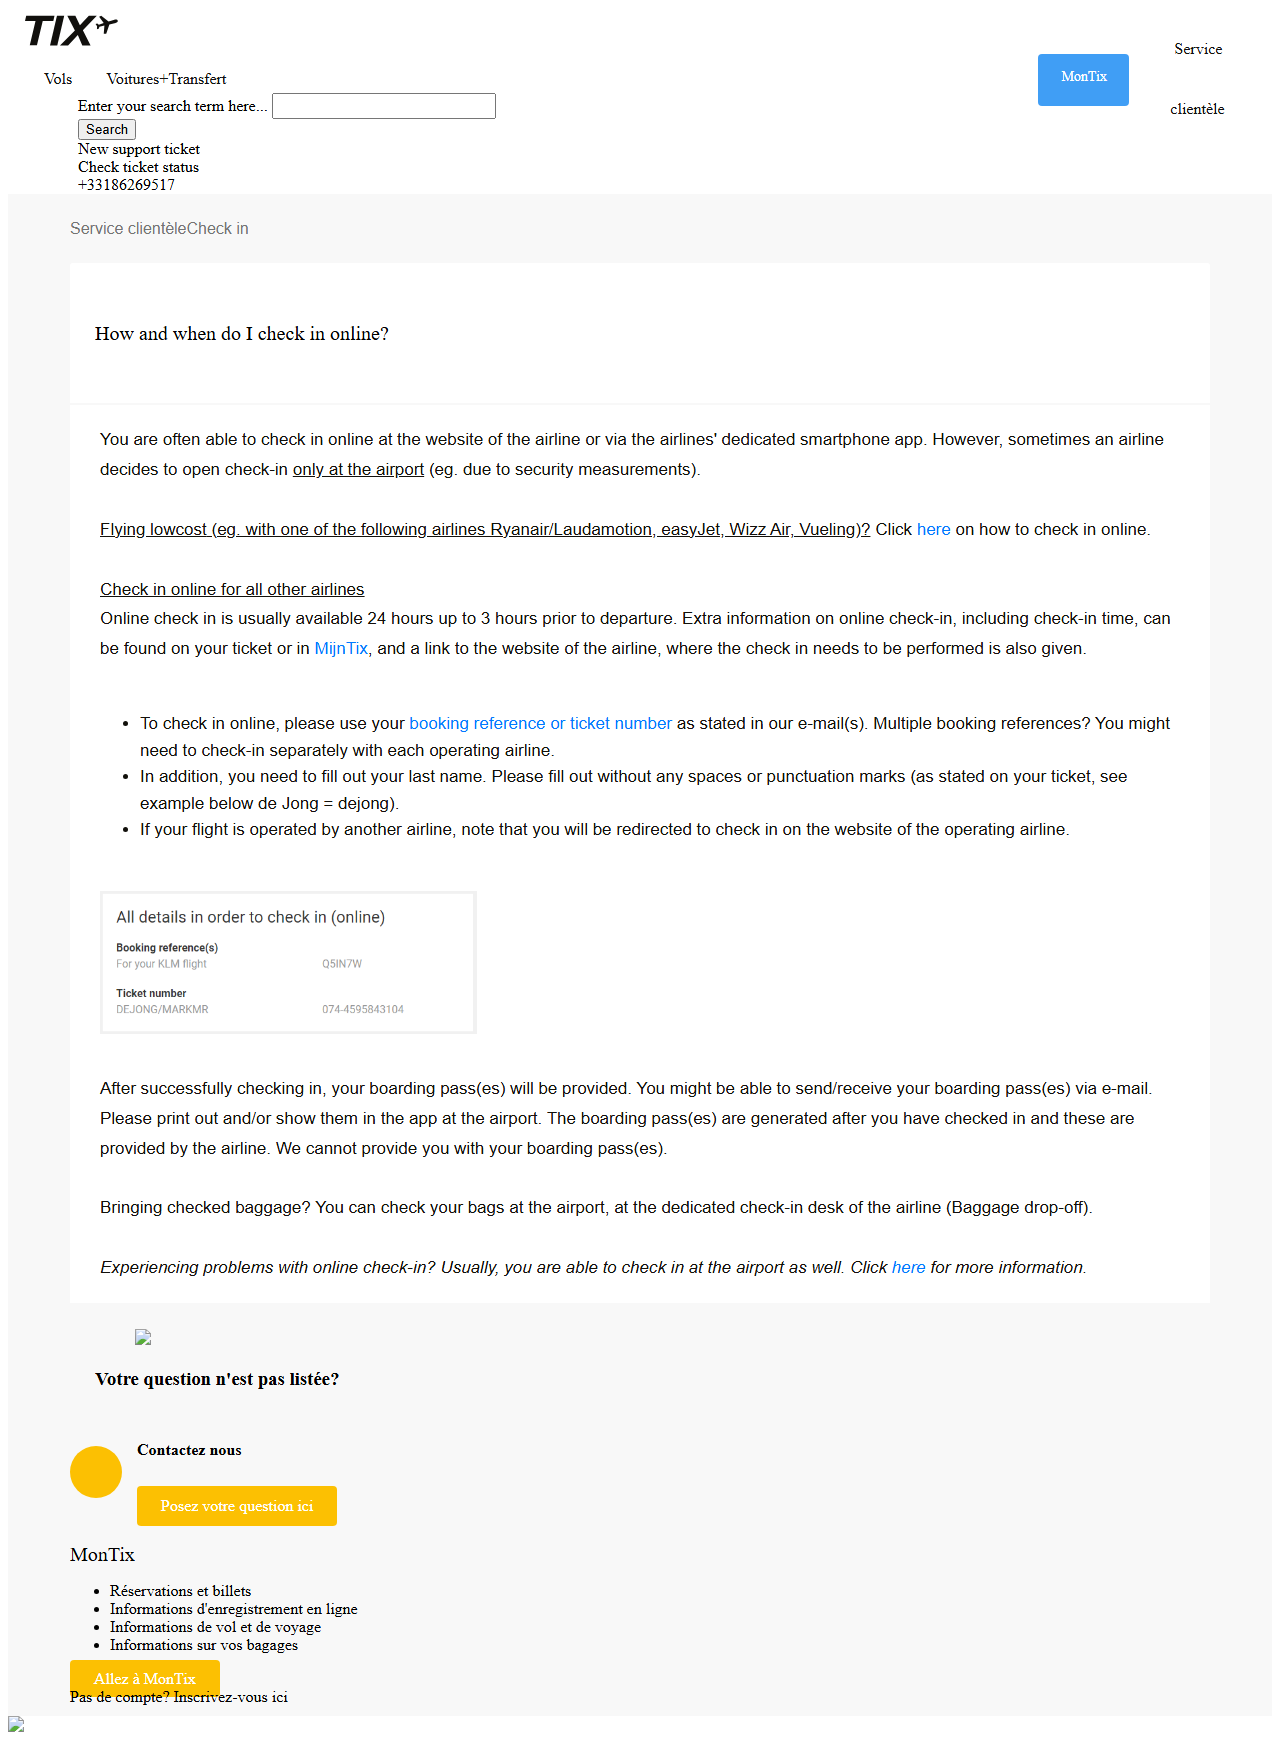 TIX
Vols Voitures+Transfert
MonTix
Service
clientèle
Enter your search term here...
Search
New support ticket
Check ticket status
+33186269517
Service clientèleCheck in
How and when do I check in online?
You are often able to check in online at the website of the airline or via the airlines' dedicated smartphone app. However, sometimes an airline
decides to open check-in only at the airport (eg. due to security measurements).
Flying lowcost (eg. with one of the following airlines Ryanair/Laudamotion, easyJet, Wizz Air, Vueling)? Click here on how to check in online.
Check in online for all other airlines
Online check in is usually available 24 hours up to 3 hours prior to departure. Extra information on online check-in, including check-in time, can
be found on your ticket or in MijnTix, and a link to the website of the airline, where the check in needs to be performed is also given.
• To check in online, please use your booking reference or ticket number as stated in our e-mail(s). Multiple booking references? You might
need to check-in separately with each operating airline.
• In addition, you need to fill out your last name. Please fill out without any spaces or punctuation marks (as stated on your ticket, see
example below de Jong = dejong).
• If your flight is operated by another airline, note that you will be redirected to check in on the website of the operating airline.
All details in order to check in (online)
Booking reference(s)
For your KLM flight Q5IN7W
Ticket number
DEJONG/MARKMR 074-4595843104
After successfully checking in, your boarding pass(es) will be provided. You might be able to send/receive your boarding pass(es) via e-mail.
Please print out and/or show them in the app at the airport. The boarding pass(es) are generated after you have checked in and these are
provided by the airline. We cannot provide you with your boarding pass(es).
Bringing checked baggage? You can check your bags at the airport, at the dedicated check-in desk of the airline (Baggage drop-off).
Experiencing problems with online check-in? Usually, you are able to check in at the airport as well. Click here for more information.
Votre question n'est pas listée?
Contactez nous
Posez votre question ici
MonTix
• Réservations et billets
• Informations d'enregistrement en ligne
• Informations de vol et de voyage
• Informations sur vos bagages
Allez à MonTix
Pas de compte? Inscrivez-vous ici